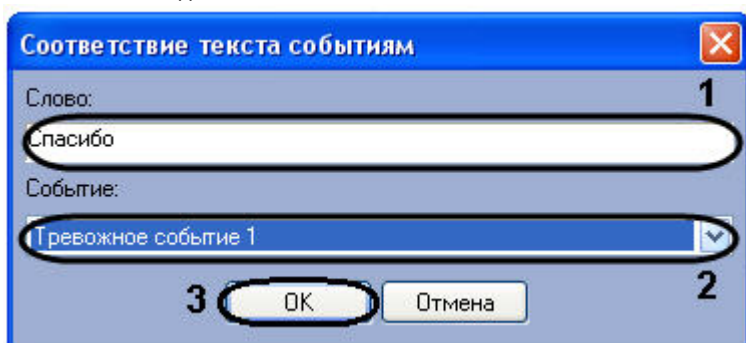 Соответствие текста событиям
Слово:
1
Спасибо
Событие:
Тревожное событие 1
2
3 OK Отмена